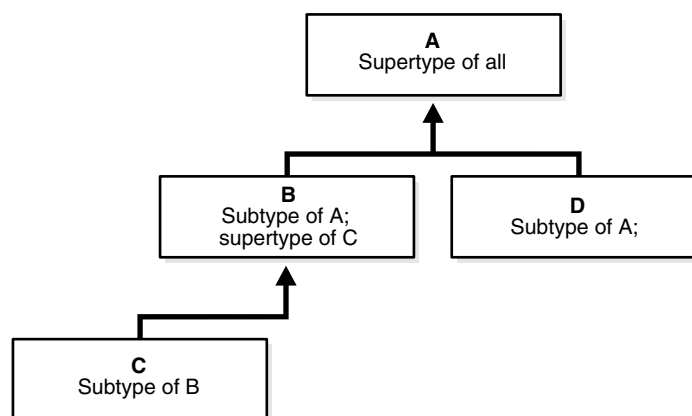 A
Supertype of all
B
Subtype of A;
supertype of C
D
Subtype of A;
C
Subtype of B